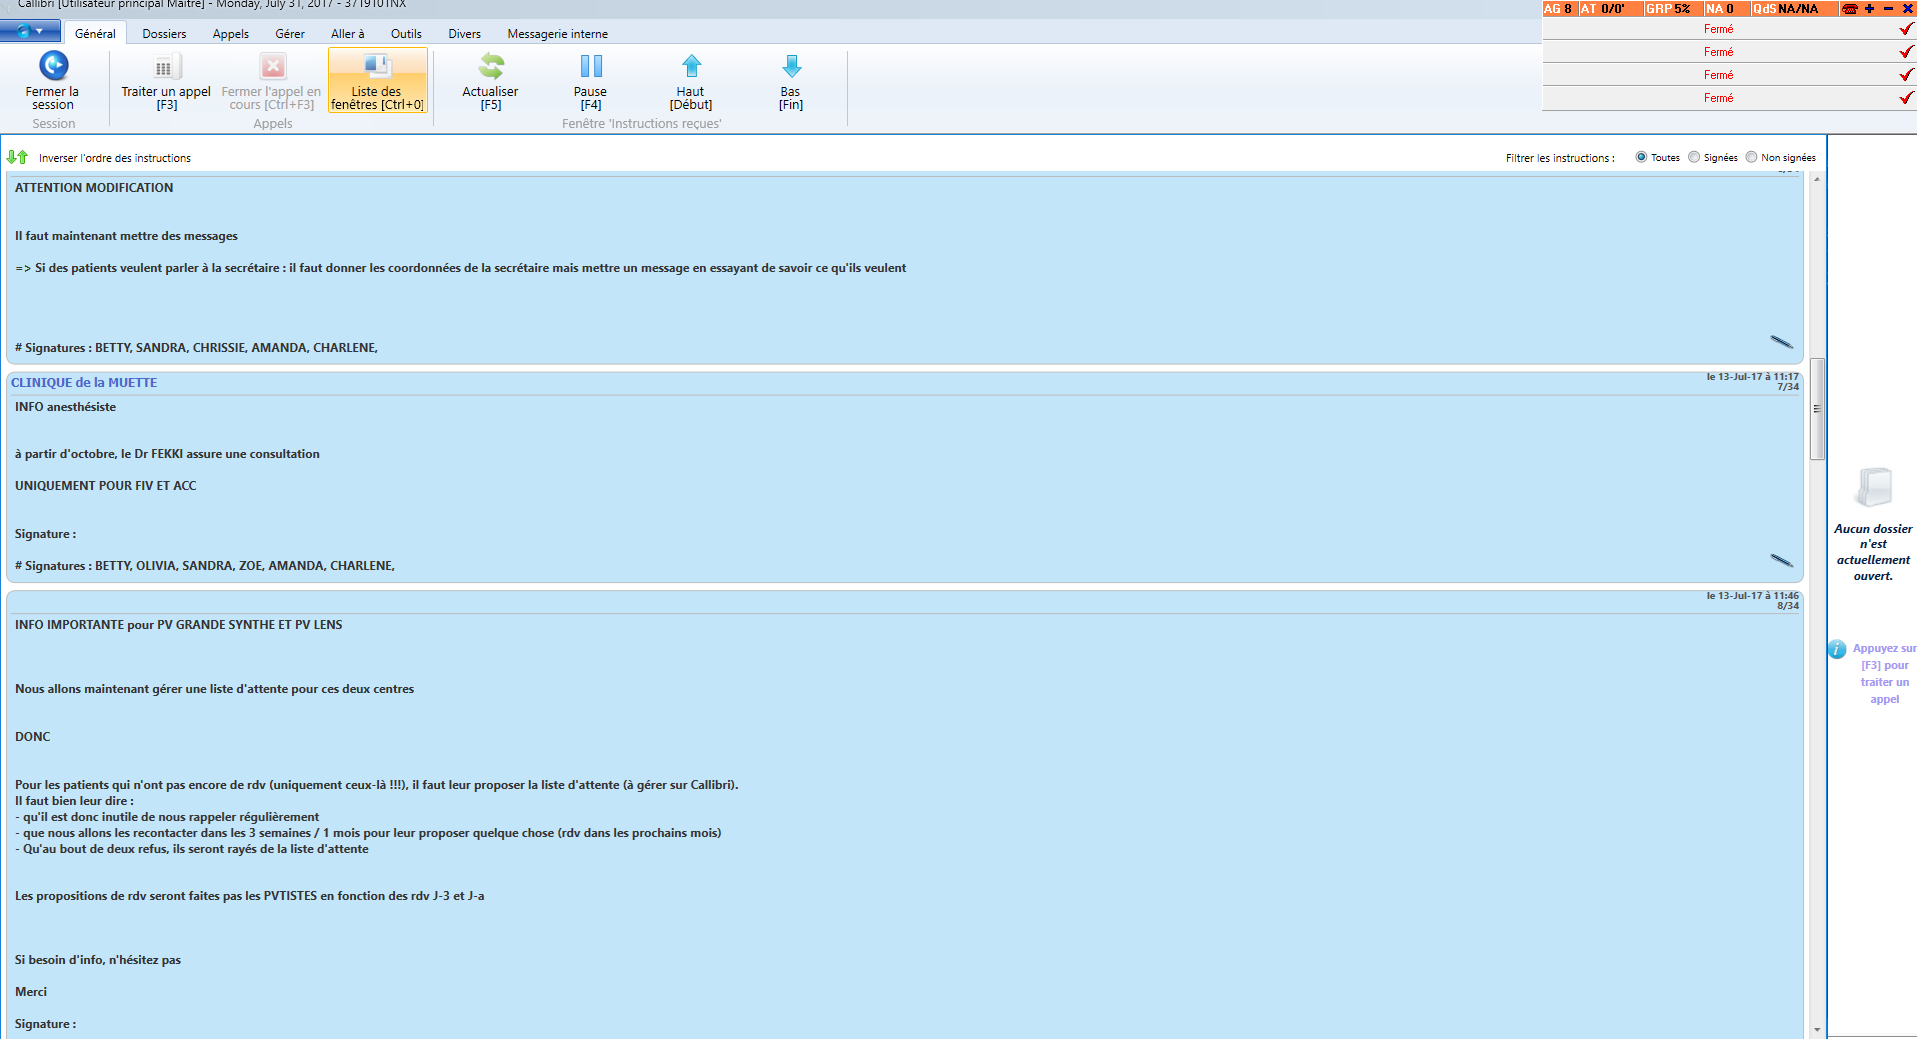 Callibri [Utilisateur principal Maître] - Monday, July 31, 2017 - 3719101NX
AG 8 AT 0/0' GRP 5% NA 0 QdS NA/NA
Général Dossiers Appels Gérer Aller à Outils Divers Messagerie interne
Fermé
Fermé
Fermé
Fermé
Fermer la session
Traiter un appel [F3]
Fermer l'appel en cours [Ctrl+F3]
Liste des fenêtres [Ctrl+0]
Actualiser [F5]
Pause [F4]
Haut [Début]
Bas [Fin]
Session
Appels
Fenêtre 'Instructions reçues'
Inverser l'ordre des instructions
Filtrer les instructions : Toutes Signées Non signées
ATTENTION MODIFICATION
Il faut maintenant mettre des messages
=> Si des patients veulent parler à la secrétaire : il faut donner les coordonnées de la secrétaire mais mettre un message en essayant de savoir ce qu'ils veulent
# Signatures : BETTY, SANDRA, CHRISSIE, AMANDA, CHARLENE,
CLINIQUE de la MUETTE
le 13-Jul-17 à 11:17
7/34
INFO anesthésiste
à partir d'octobre, le Dr FEKKI assure une consultation
UNIQUEMENT POUR FIV ET ACC
Signature :
# Signatures : BETTY, OLIVIA, SANDRA, ZOE, AMANDA, CHARLENE,
le 13-Jul-17 à 11:46
8/34
INFO IMPORTANTE pour PV GRANDE SYNTHE ET PV LENS
Nous allons maintenant gérer une liste d'attente pour ces deux centres
DONC
Pour les patients qui n'ont pas encore de rdv (uniquement ceux-là !!!), il faut leur proposer la liste d'attente (à gérer sur Callibri).
Il faut bien leur dire :
- qu'il est donc inutile de nous rappeler régulièrement
- que nous allons les recontacter dans les 3 semaines / 1 mois pour leur proposer quelque chose (rdv dans les prochains mois)
- Qu'au bout de deux refus, ils seront rayés de la liste d'attente
Les propositions de rdv seront faites pas les PVTISTES en fonction des rdv J-3 et J-a
Si besoin d'info, n'hésitez pas
Merci
Signature :
Aucun dossier
n'est
actuellement
ouvert.
Appuyez sur
[F3] pour
traiter un
appel